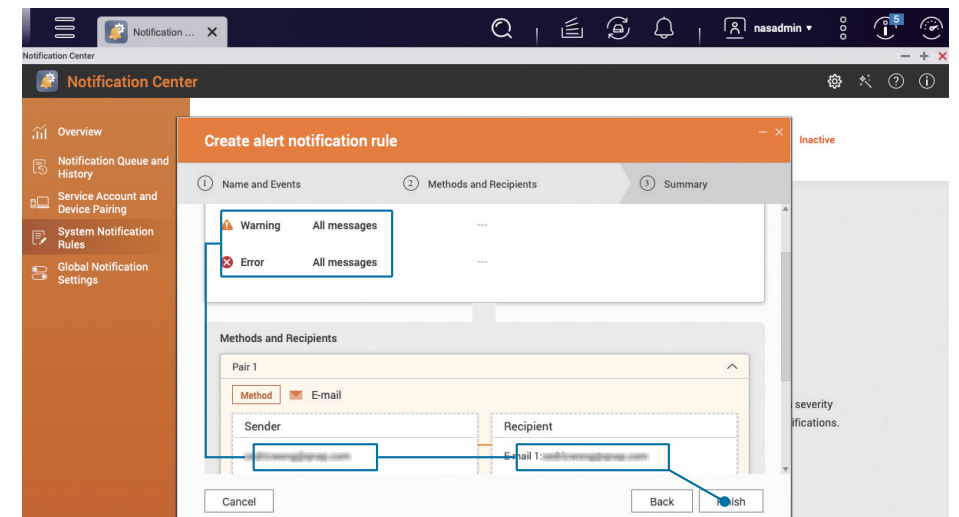 Notification ...
nasadmin
5
Notification Center
Notification Center
Overview
Notification Queue and
History
Service Account and
Device Pairing
System Notification
Rules
Global Notification
Settings
Create alert notification rule
Inactive
1 Name and Events
2 Methods and Recipients
3 Summary
Warning All messages ---
Error All messages ---
Methods and Recipients
Pair 1
Method E-mail
Sender
Recipient
E-mail 1:
severity
ifications.
Cancel
Back